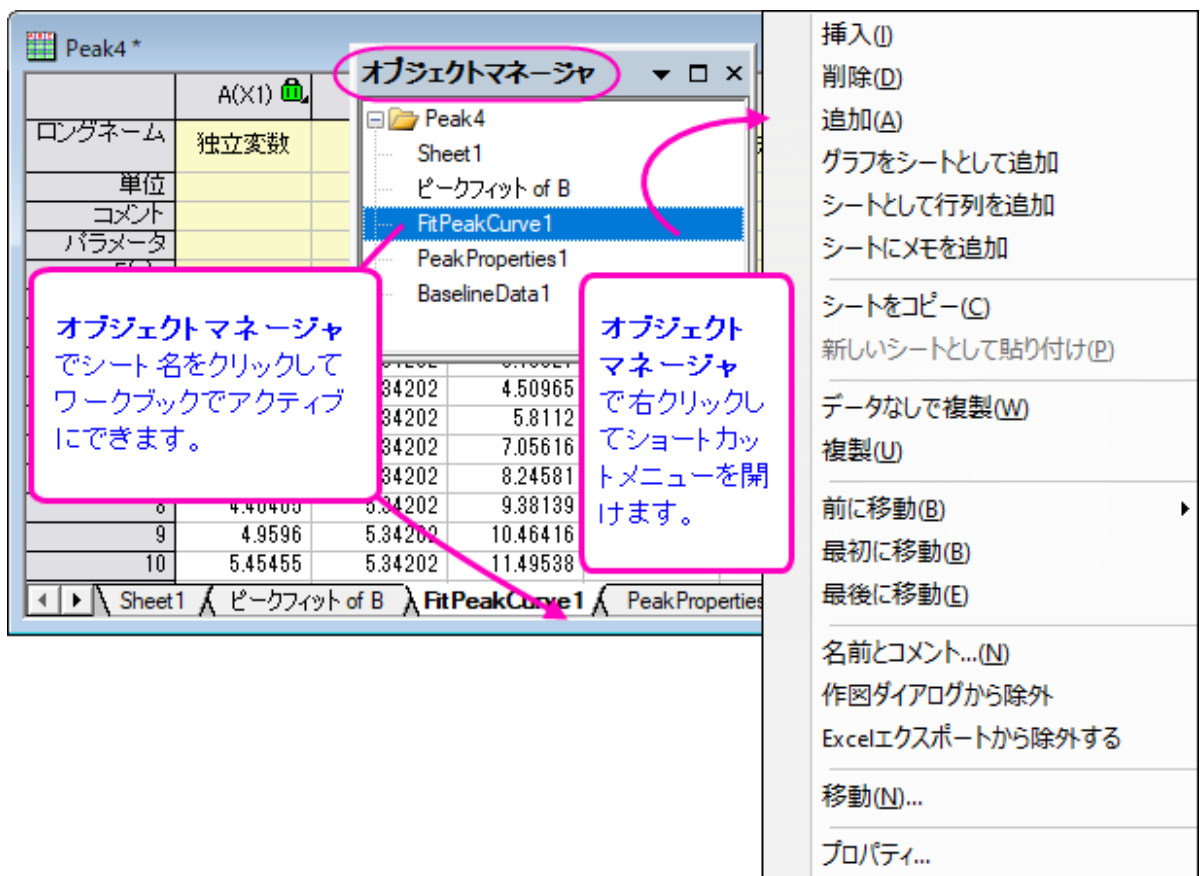 Peak4 *
A(X1)
ロングネーム
独立変数
単位
コメント
パラメータ
オブジェクトマネージャ
Peak4
Sheet1
ピークフィット of B
FitPeakCurve1
PeakProperties1
BaselineData1
オブジェクトマネージャ
でシート名をクリックして
ワークブックでアクティブ
にできます。
オブジェクト
マネージャ
で右クリックし
てショートカッ
トメニューを開
けます。
34202 4.50965
34202 5.8112
34202 7.05616
34202 8.24581
8 4.46465 5.34202 9.38139
9 4.9596 5.34202 10.46416
10 5.45455 5.34202 11.49538
Sheet1 ピークフィット of B FitPeakCurve1 PeakProperties
挿入(I)
削除(D)
追加(A)
グラフをシートとして追加
シートとして行列を追加
シートにメモを追加
シートをコピー(C)
新しいシートとして貼り付け(P)
データなしで複製(W)
複製(U)
前に移動(B)
最初に移動(B)
最後に移動(E)
名前とコメント...(N)
作図ダイアログから除外
Excelエクスポートから除外する
移動(N)...
プロパティ...